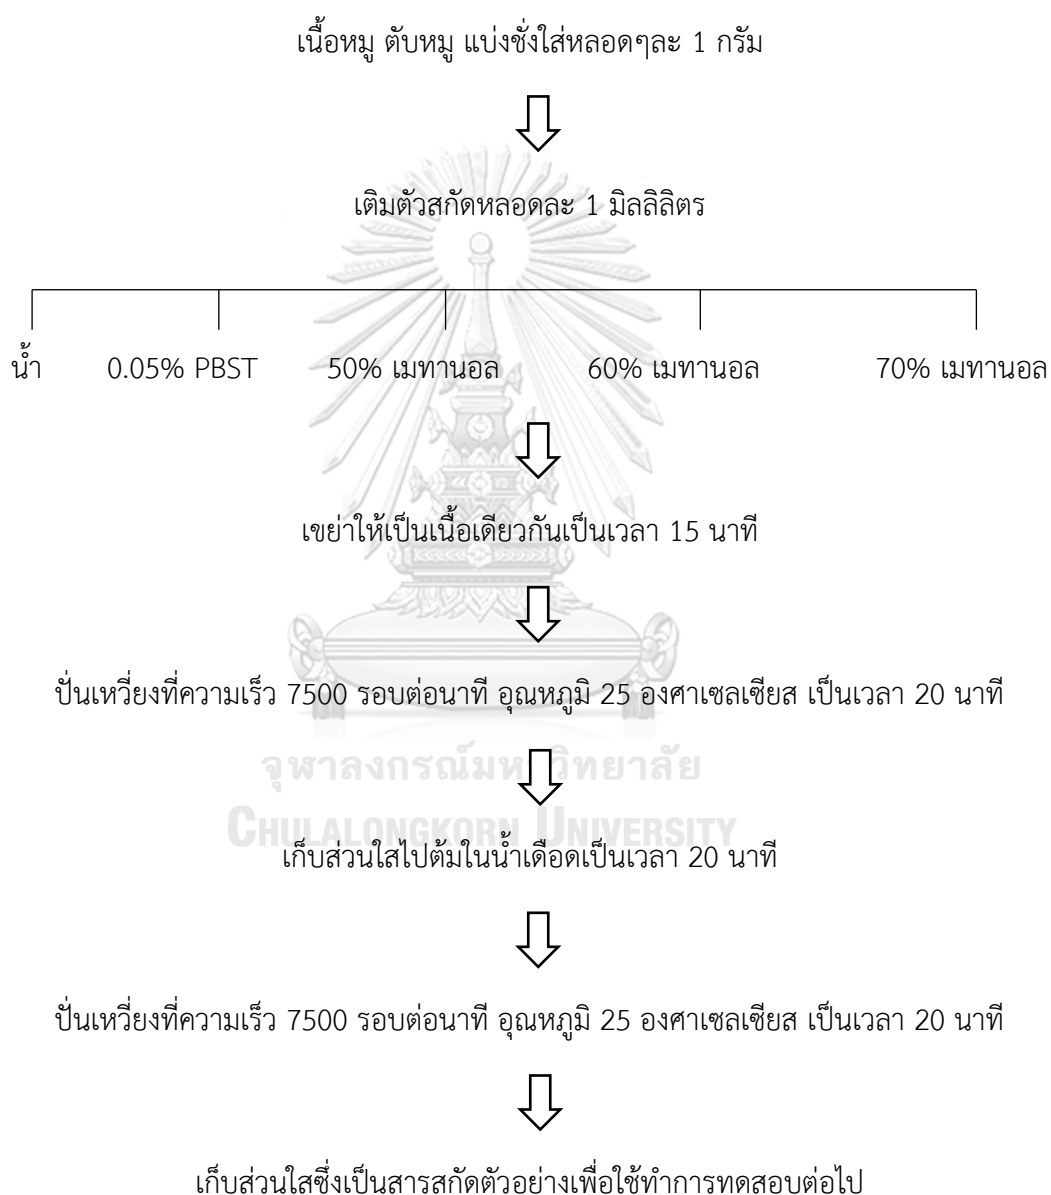 เนื้อหมู ตับหมู แบ่งชั่งใส่หลอดๆละ 1 กรัม
เติมตัวสกัดหลอดละ 1 มิลลิลิตร
น้ำ 0.05% PBST 50% เมทานอล 60% เมทานอล 70% เมทานอล
เขย่าให้เป็นเนื้อเดียวกันเป็นเวลา 15 นาที
ปั่นเหวี่ยงที่ความเร็ว 7500 รอบต่อนาที อุณหภูมิ 25 องศาเซลเซียส เป็นเวลา 20 นาที
จุฬาลงกรณ์มหาวิทยาลัย
CHULALONGKORN UNIVERSITY
เก็บส่วนใสไปต้มในน้ำเดือดเป็นเวลา 20 นาที
ปั่นเหวี่ยงที่ความเร็ว 7500 รอบต่อนาที อุณหภูมิ 25 องศาเซลเซียส เป็นเวลา 20 นาที
เก็บส่วนใสซึ่งเป็นสารสกัดตัวอย่างเพื่อใช้ทำการทดสอบต่อไป